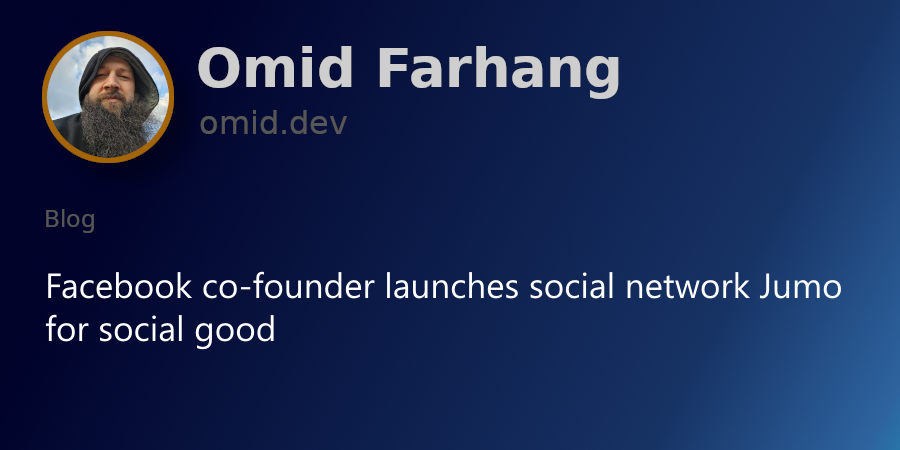 Omid Farhang
omid.dev
Blog
Facebook co-founder launches social network Jumo
for social good